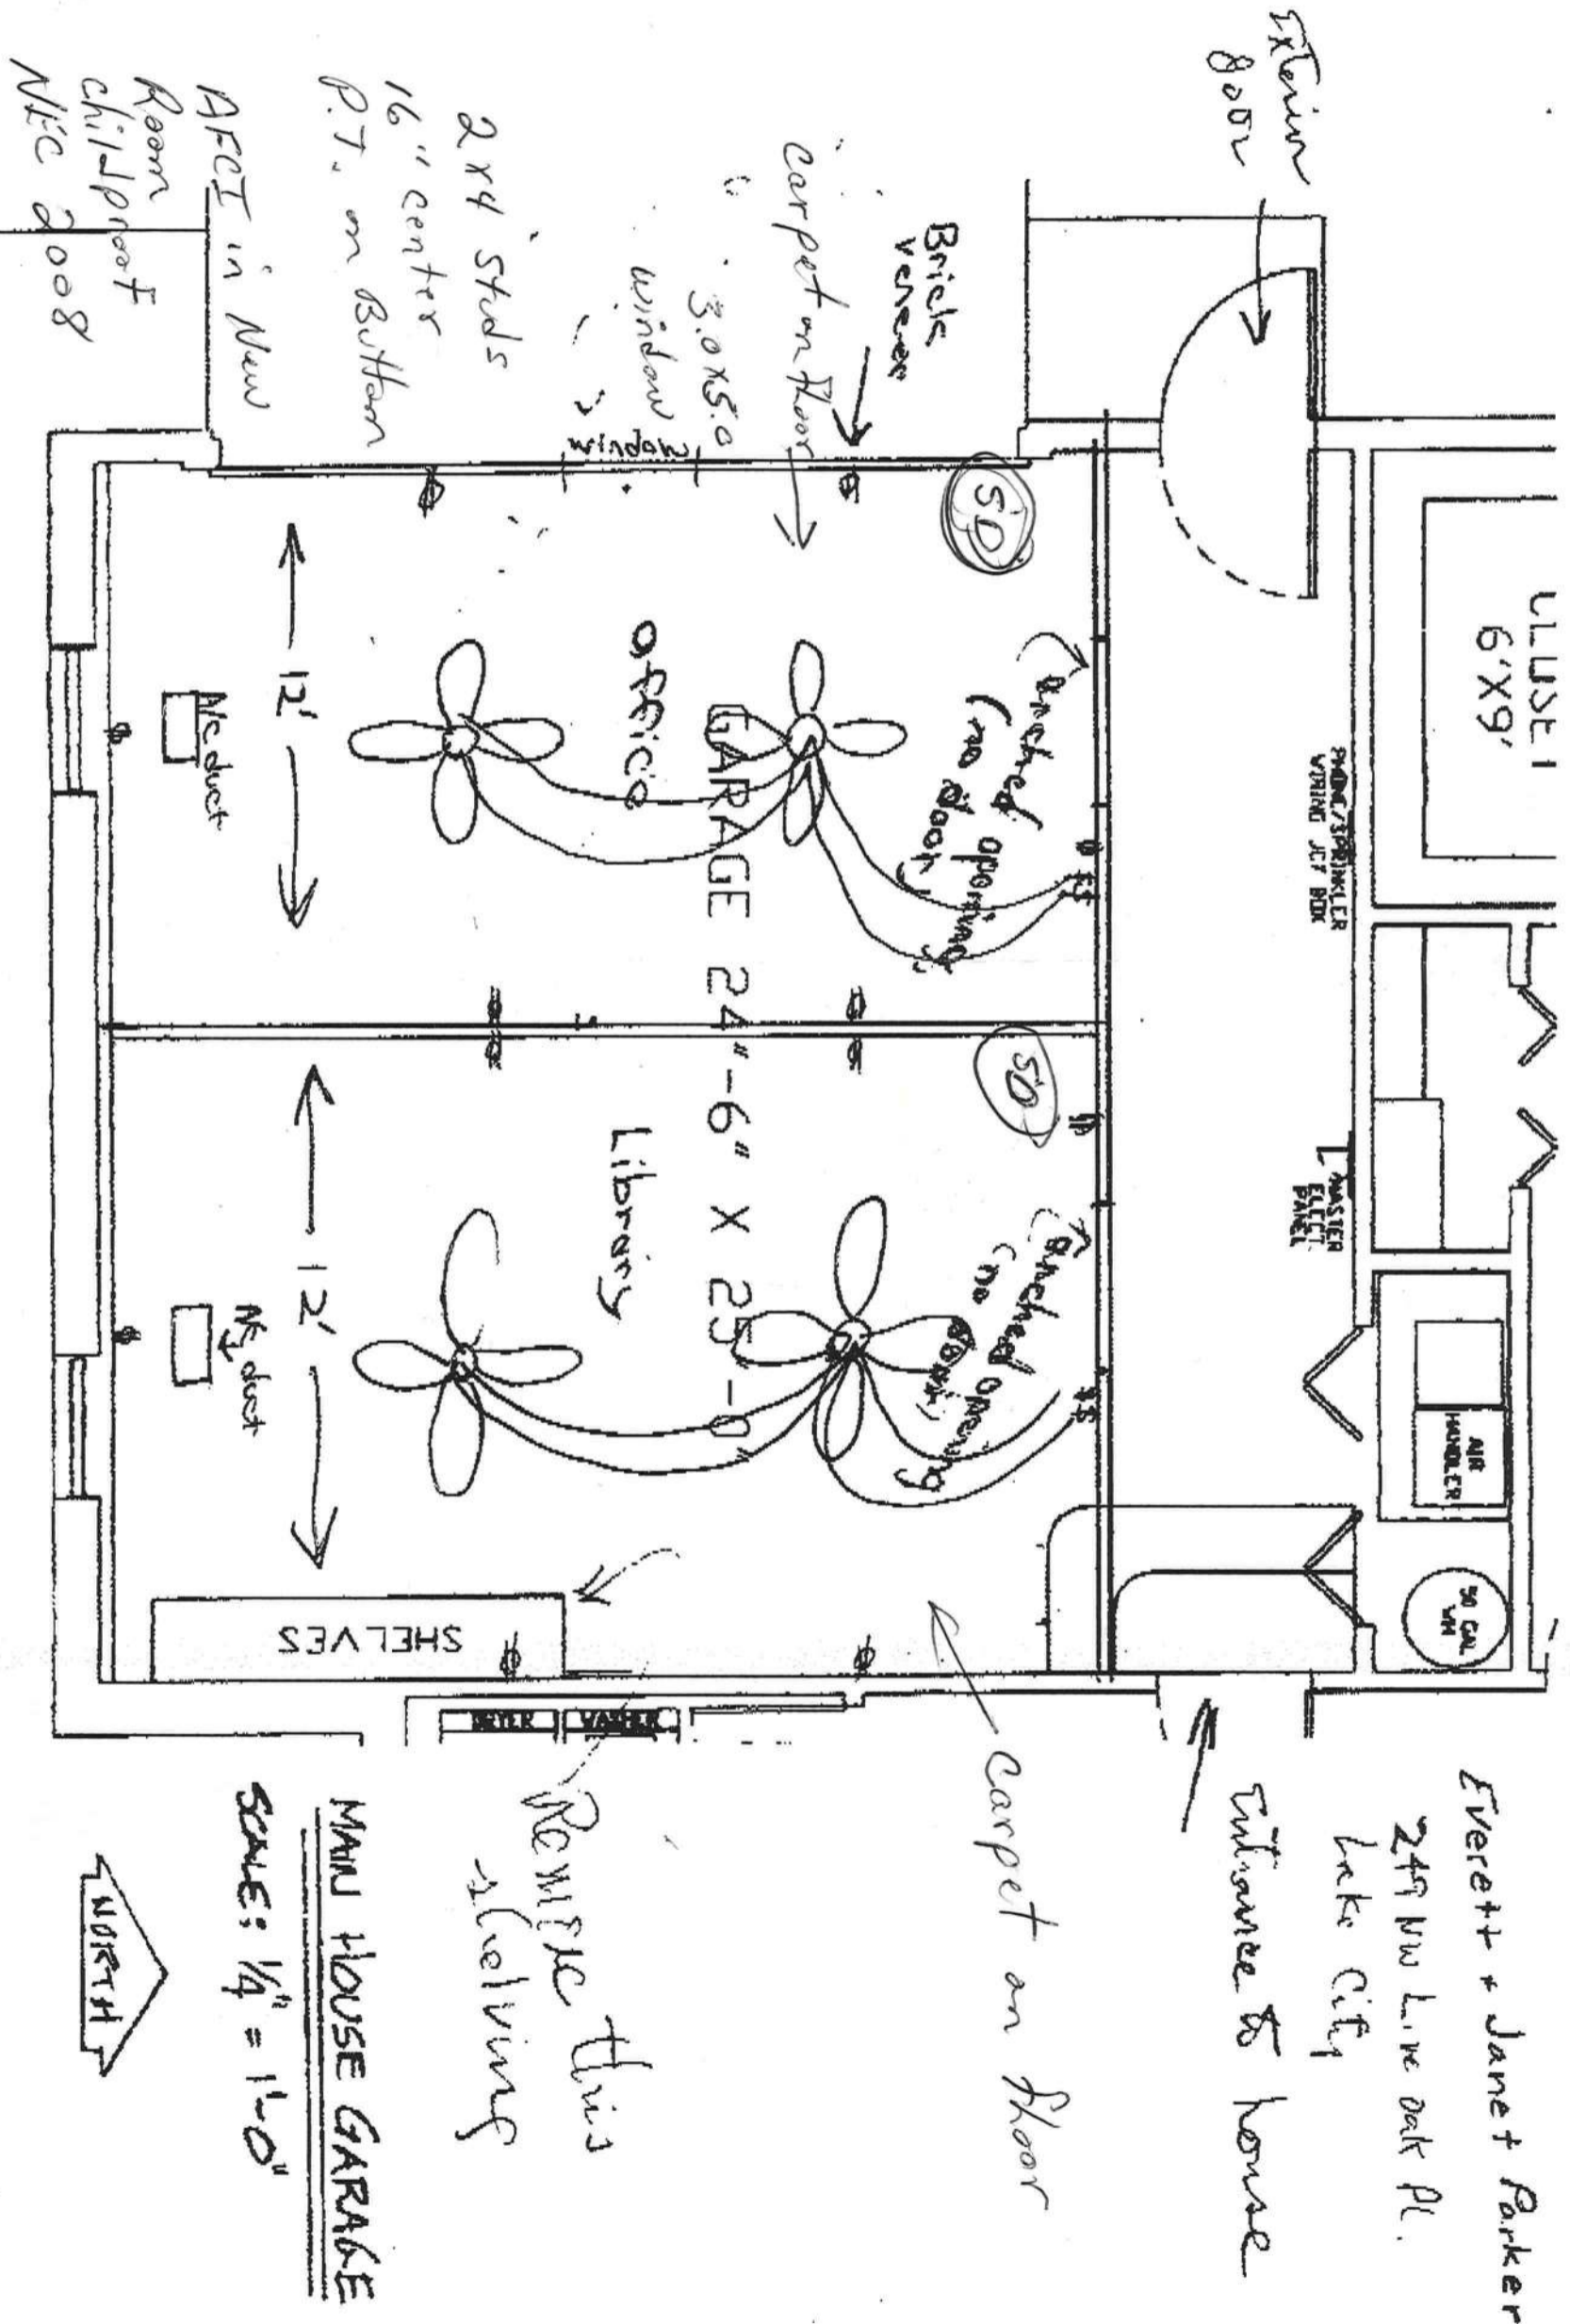 Everett + Janet Parker
249 NW Live Oak Pl.
Lake City
Exterior
Door
CLOSET
6'X9'
PHONE/SPRINKLER
WIRING JCT BOX
MASTER
ELECT.
PANEL
AIR
HANDLER
50 GAL
WH
Entrance to house
Brick
veneer
Carpet on Floor
3.0x5.0
window
window
2x4 studs
16" center
P.T. on Bottom
AFCI in New
Room
childproof
NEC 2008
SD
arched opening
(no door)
office
GARAGE 24'-6" X 25'-0"
12'
A/C duct
SD
arched opening
(no door)
Library
12'
A/C duct
SHELVES
DRYER
WASHER
carpet on floor
Remove this
shelving
MAIN HOUSE GARAGE
SCALE: 1/4" = 1'-0"
NORTH